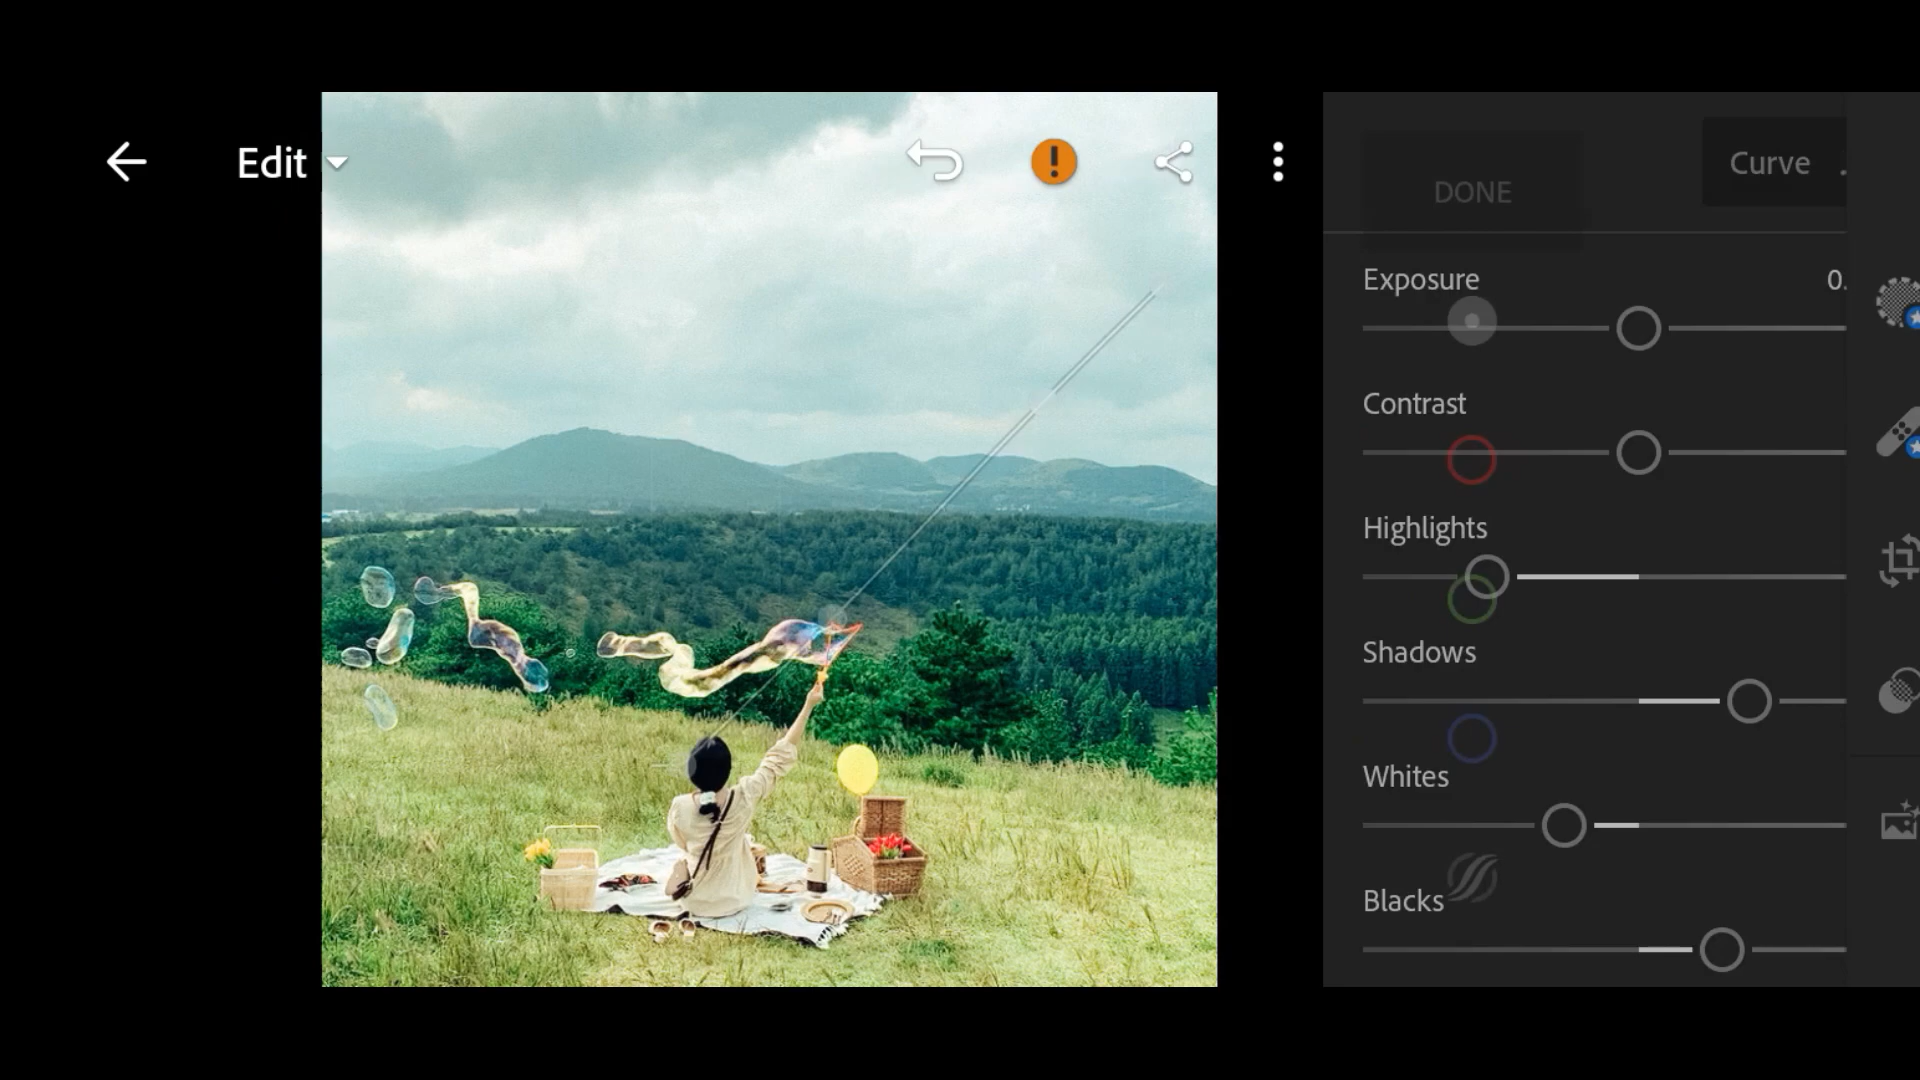 Edit
DONE
Curve
Exposure
0.
Contrast
Highlights
Shadows
Whites
Blacks